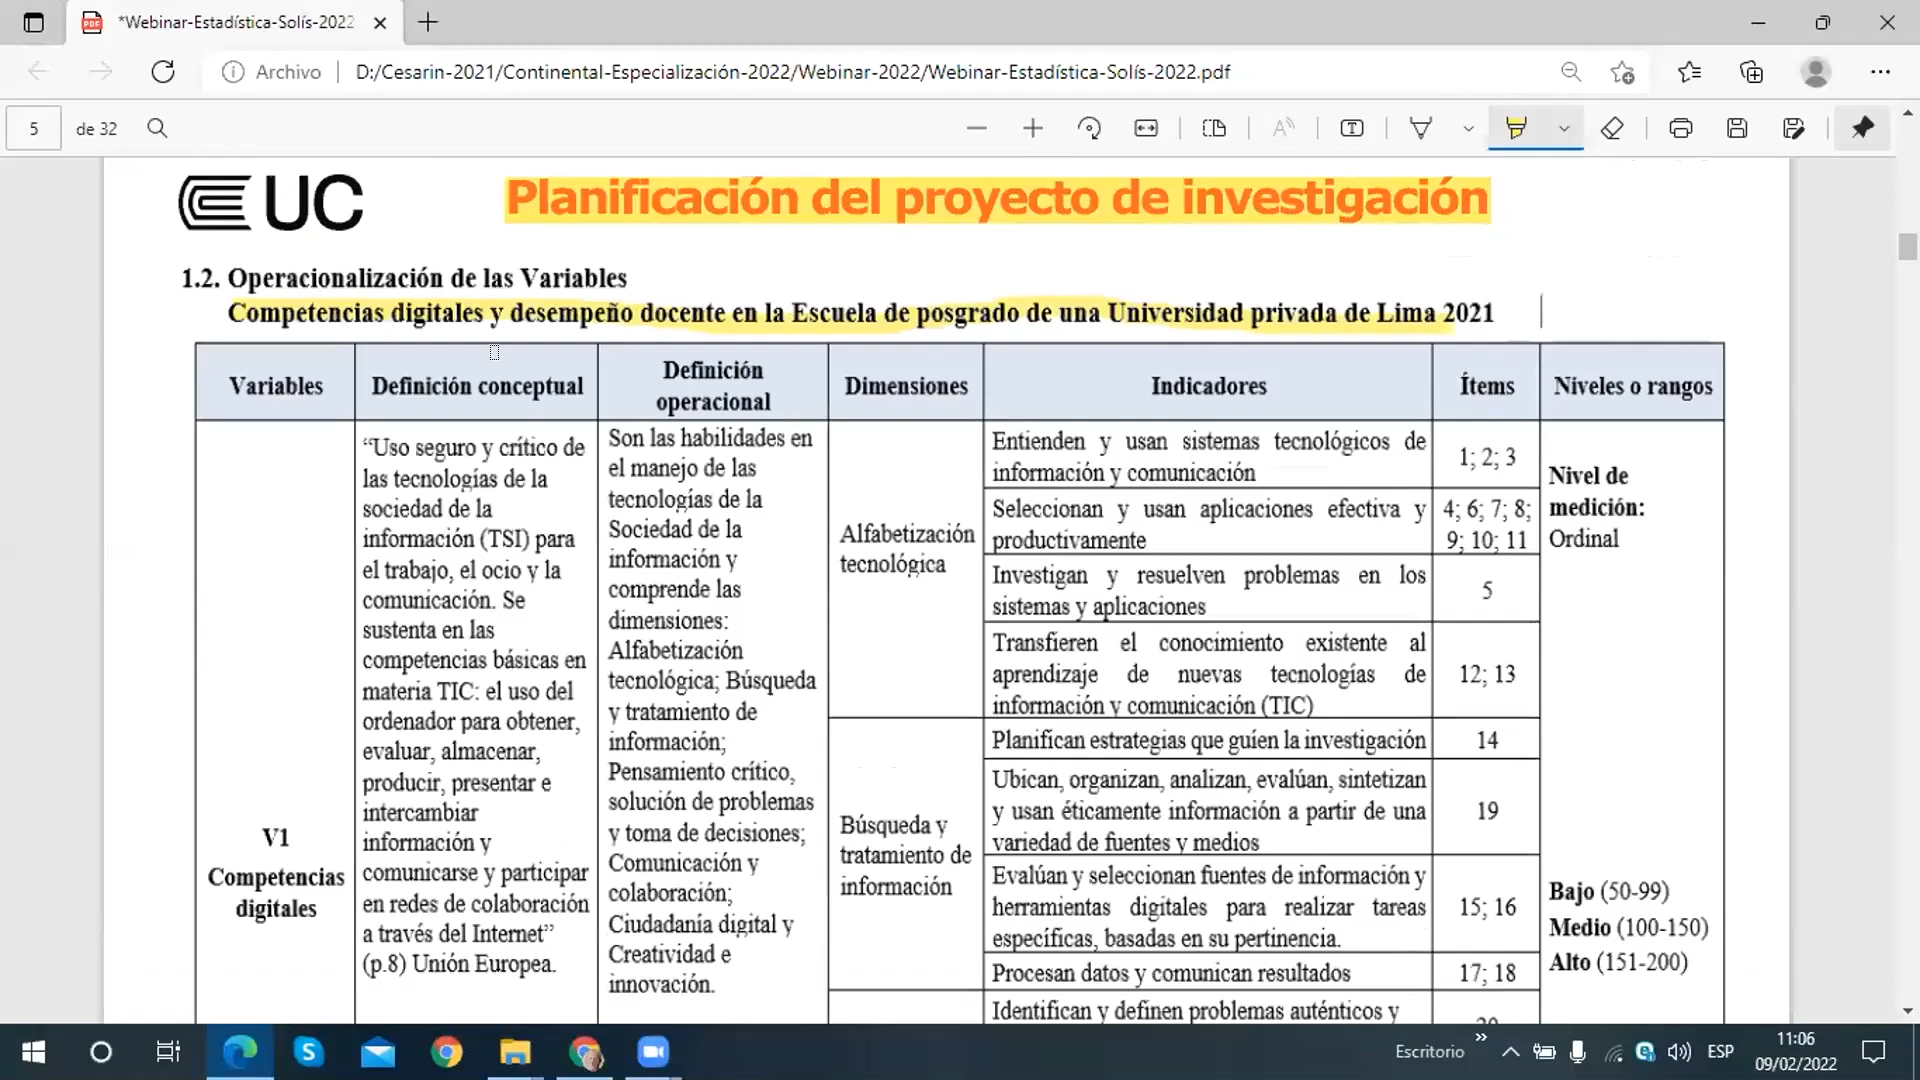 *Webinar-Estadística-Solís-2022
Archivo
D:/Cesarin-2021/Continental-Especialización-2022/Webinar-2022/Webinar-Estadística-Solís-2022.pdf
5 de 32
UC
Planificación del proyecto de investigación
1.2. Operacionalización de las Variables
Competencias digitales y desempeño docente en la Escuela de posgrado de una Universidad privada de Lima 2021
Variables
Definición conceptual
Definición
operacional
Dimensiones
Indicadores
Ítems
Niveles o rangos
V1
Competencias
digitales
“Uso seguro y crítico de
las tecnologías de la
sociedad de la
información (TSI) para
el trabajo, el ocio y la
comunicación. Se
sustenta en las
competencias básicas en
materia TIC: el uso del
ordenador para obtener,
evaluar, almacenar,
producir, presentar e
intercambiar
información y
comunicarse y participar
en redes de colaboración
a través del Internet”
(p.8) Unión Europea.
Son las habilidades en
el manejo de las
tecnologías de la
Sociedad de la
información y
comprende las
dimensiones:
Alfabetización
tecnológica; Búsqueda
y tratamiento de
información;
Pensamiento crítico,
solución de problemas
y toma de decisiones;
Comunicación y
colaboración;
Ciudadanía digital y
Creatividad e
innovación.
Alfabetización
tecnológica
Entienden y usan sistemas tecnológicos de
información y comunicación
1; 2; 3
Seleccionan y usan aplicaciones efectiva y
productivamente
4; 6; 7; 8;
9; 10; 11
Investigan y resuelven problemas en los
sistemas y aplicaciones
5
Transfieren el conocimiento existente al
aprendizaje de nuevas tecnologías de
información y comunicación (TIC)
12; 13
Búsqueda y
tratamiento de
información
Planifican estrategias que guíen la investigación
14
Ubican, organizan, analizan, evalúan, sintetizan
y usan éticamente información a partir de una
variedad de fuentes y medios
19
Evalúan y seleccionan fuentes de información y
herramientas digitales para realizar tareas
específicas, basadas en su pertinencia.
15; 16
Procesan datos y comunican resultados
17; 18
Identifican y definen problemas auténticos y
Nivel de
medición:
Ordinal
Bajo (50-99)
Medio (100-150)
Alto (151-200)
Escritorio
ESP
11:06
09/02/2022